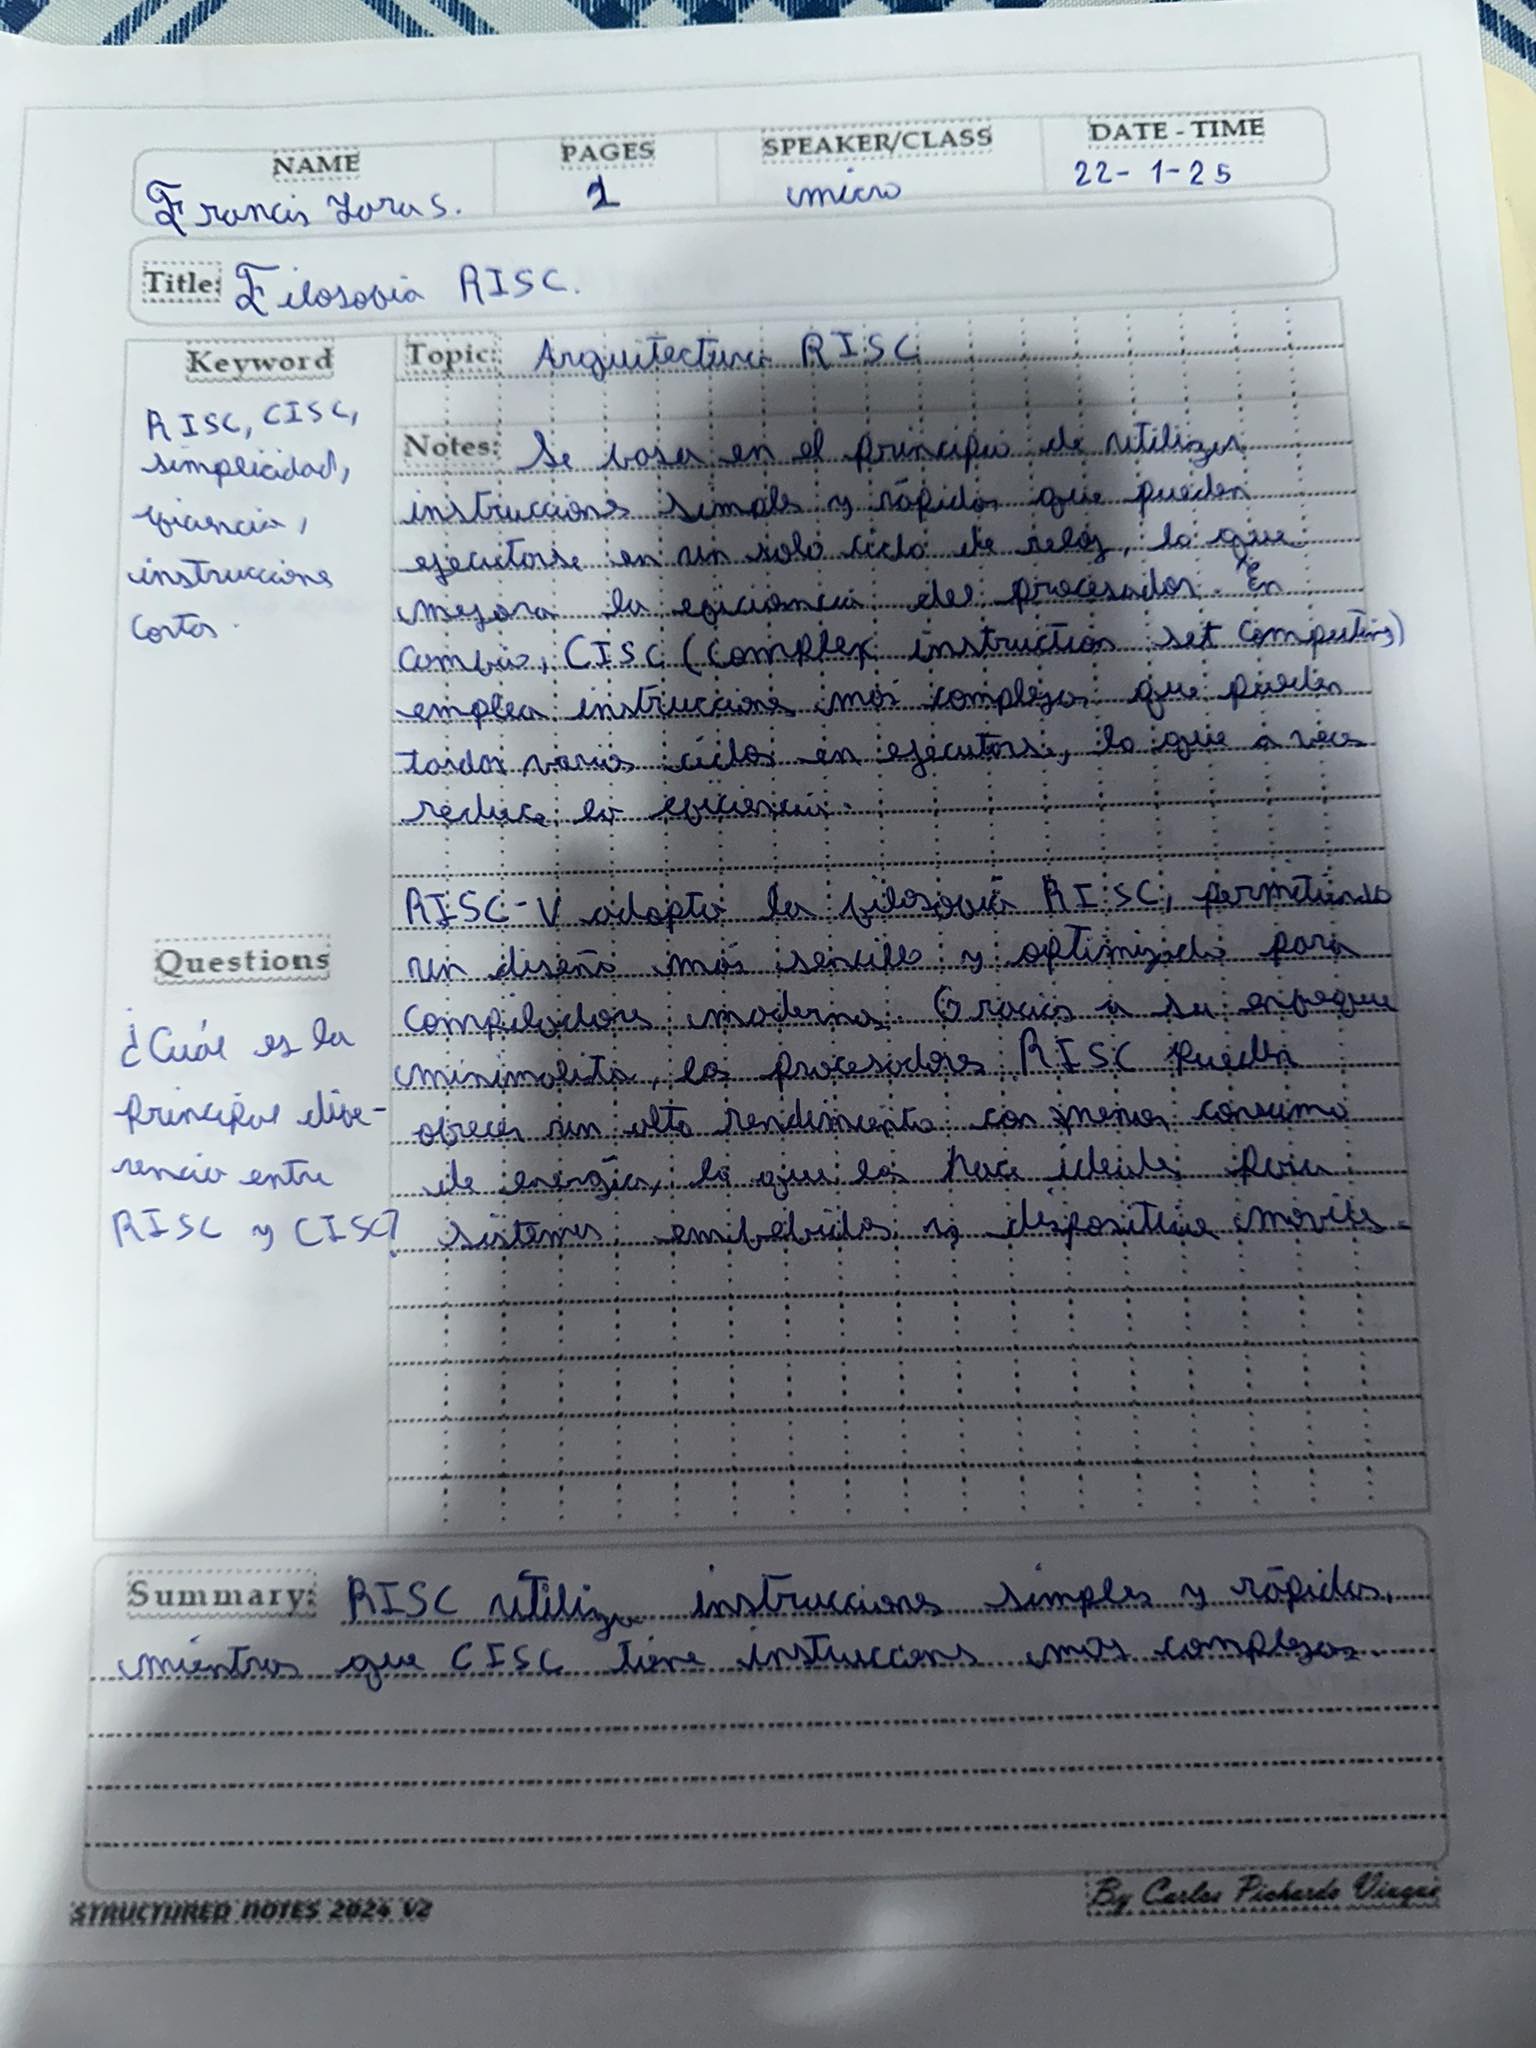 NAME PAGES SPEAKER/CLASS DATE - TIME
Francis 1 micro 22-1-25
Title: Filosofia RISC.
Keyword
RISC, CISC,
simplicidad,
eficiencia,
instrucciones
cortas.
Topic: Arquitectura RISC
Notes: Se basa en el principio de utilizar
instrucciones simples y rápidas que pueden
ejecutarse en un solo ciclo de reloj, lo que
mejora la eficiencia del procesador. En
cambio, CISC (complex instruction set computing)
emplea instrucciones más complejas que pueden
tardar varios ciclos en ejecutarse, lo que a veces
reduce la eficiencia.
RISC-V adopta la filosofía RISC, permitiendo
un diseño más sencillo y optimizado para
compiladores modernos. Gracias a su enfoque
minimalista, los procesadores RISC pueden
ofrecer un alto rendimiento con menos consumo
de energía, lo que los hace ideales para
sistemas embebidos y dispositivos móviles.
Questions
¿Cuál es la
principal dife-
rencia entre
RISC y CISC?
Summary: RISC utiliza instrucciones simples y rápidas,
mientras que CISC tiene instruccions más complejas.
STRUCTURED NOTES 2024 V2
By Carlos Pichardo Viuque